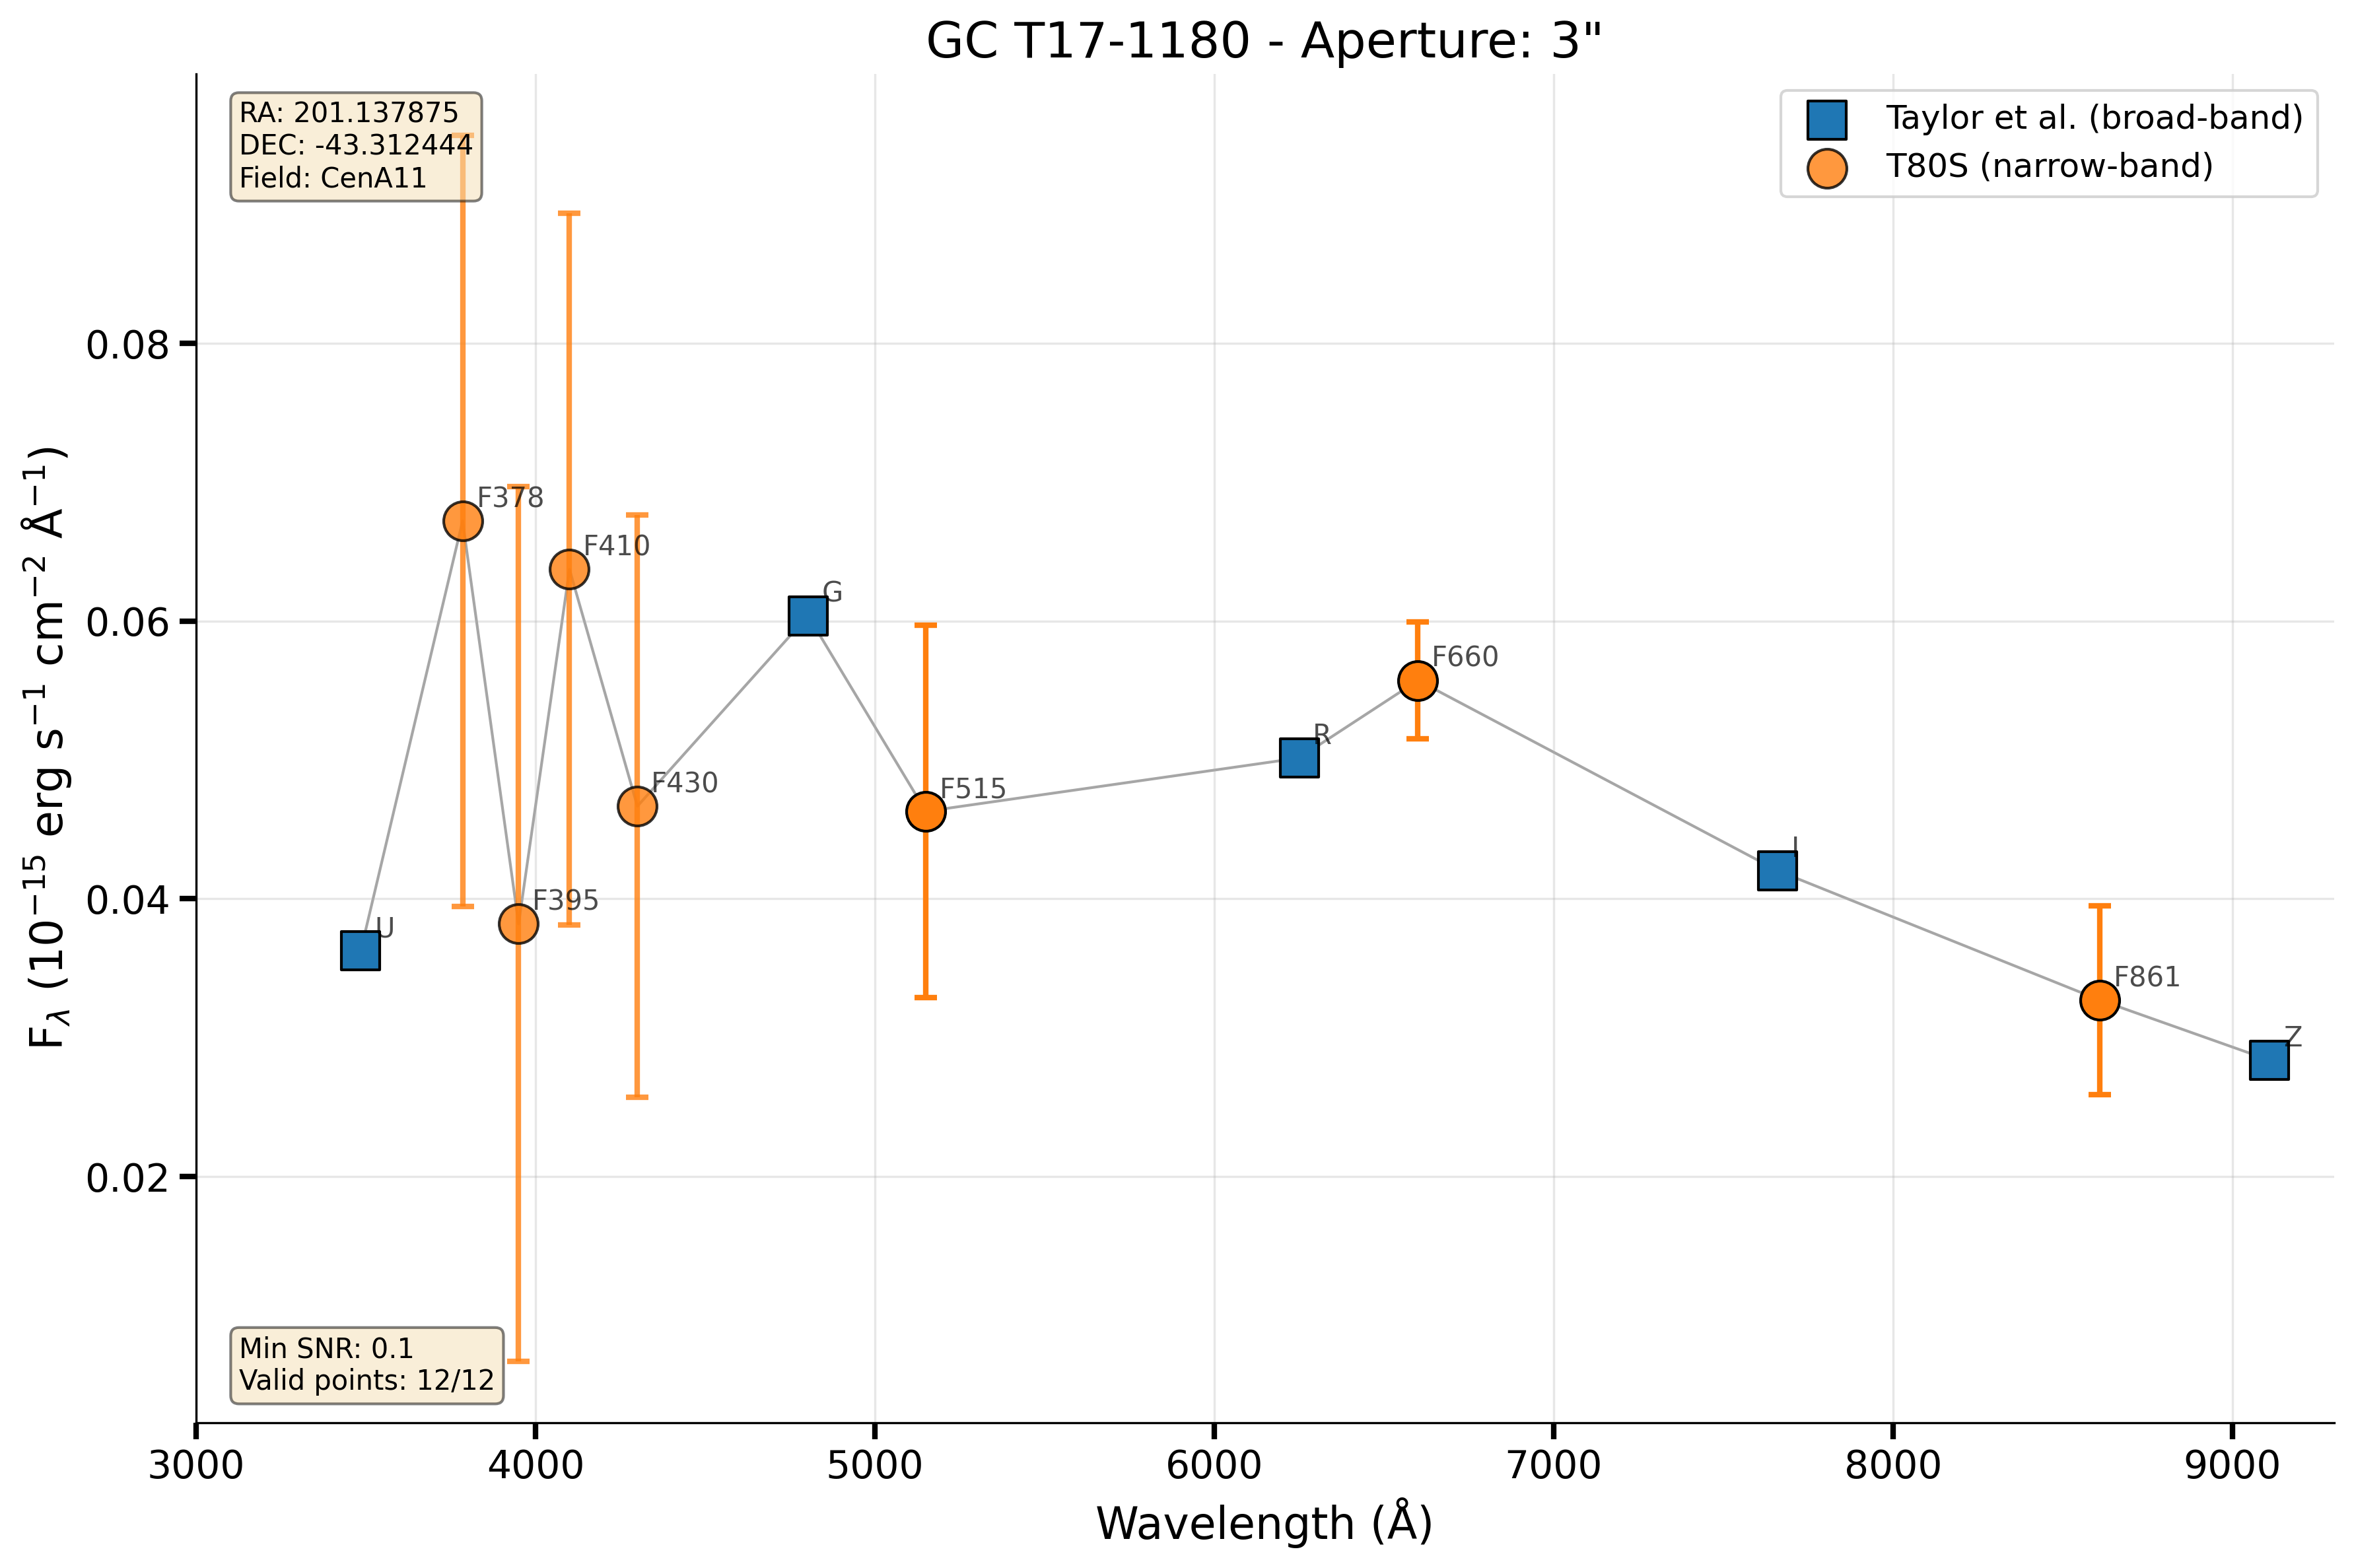 GC T17-1180 - Aperture: 3"
RA: 201.137875
DEC: -43.312444
Field: CenA11
Taylor et al. (broad-band)
T80S (narrow-band)
0.08
0.06
0.04
0.02
F_λ (10⁻¹⁵ erg s⁻¹ cm⁻² Å⁻¹)
U
F378
F395
F410
F430
G
F515
R
F660
I
F861
Z
Min SNR: 0.1
Valid points: 12/12
3000 4000 5000 6000 7000 8000 9000
Wavelength (Å)